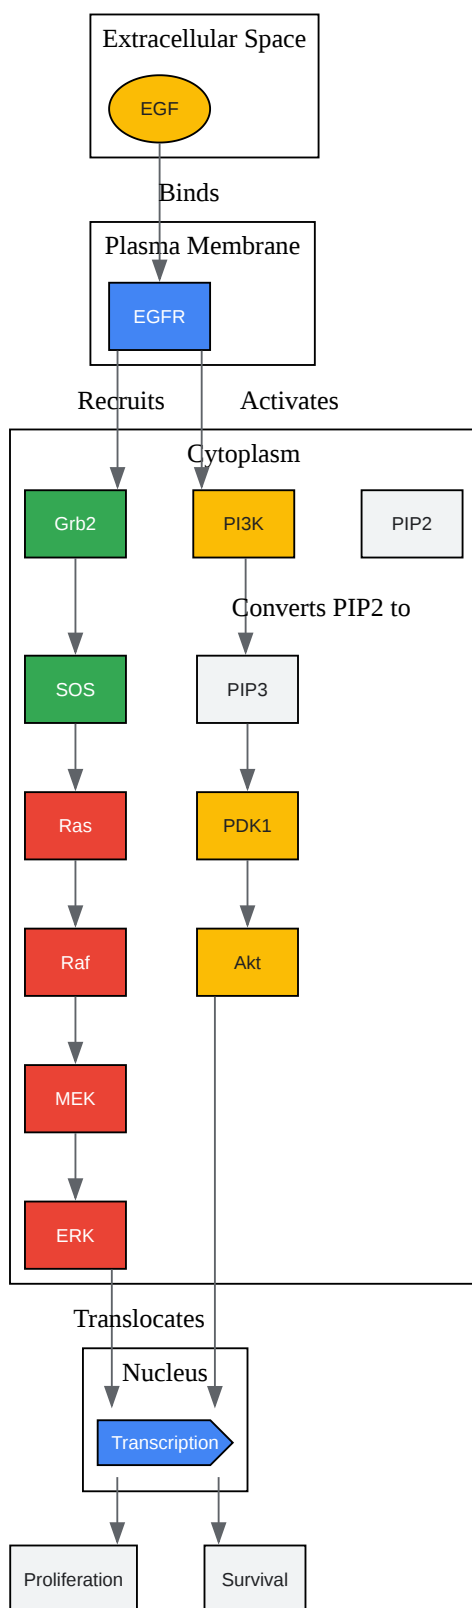 Extracellular Space
EGF
Binds
Plasma Membrane
EGFR
Recruits
Activates
Cytoplasm
Grb2
PI3K
PIP2
Converts PIP2 to
SOS
PIP3
Ras
PDK1
Raf
Akt
MEK
ERK
Translocates
Nucleus
Transcription
Proliferation
Survival